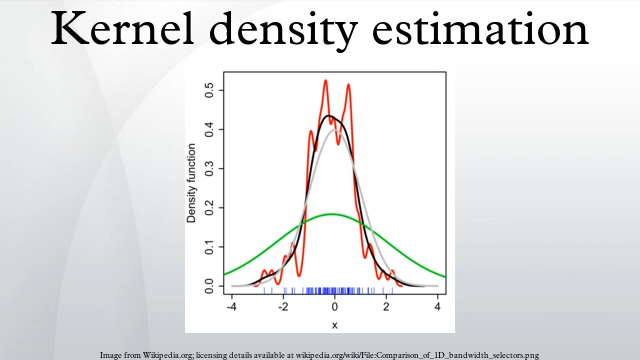 Kernel density estimation
Density function
0.5
0.4
0.3
0.2
0.1
0.0
-4 -2 0 2 4
x
Image from Wikipedia.org; licensing details available at wikipedia.org/wiki/File:Comparison_of_1D_bandwidth_selectors.png